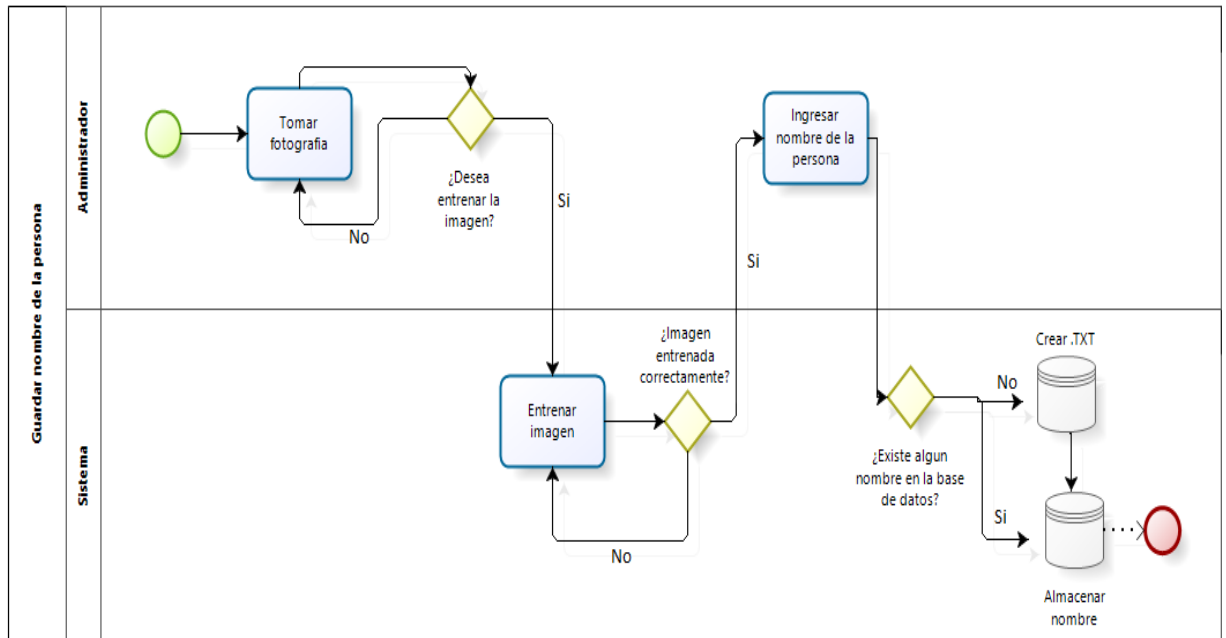 Guardar nombre de la persona
Administrador
Tomar
fotografia
¿Desea
entrenar la
imagen?
No
Si
Ingresar
nombre de la
persona
Si
Sistema
Entrenar
imagen
¿Imagen
entrenada
correctamente?
No
¿Existe algun
nombre en la base
de datos?
No
Crear .TXT
Si
Almacenar
nombre